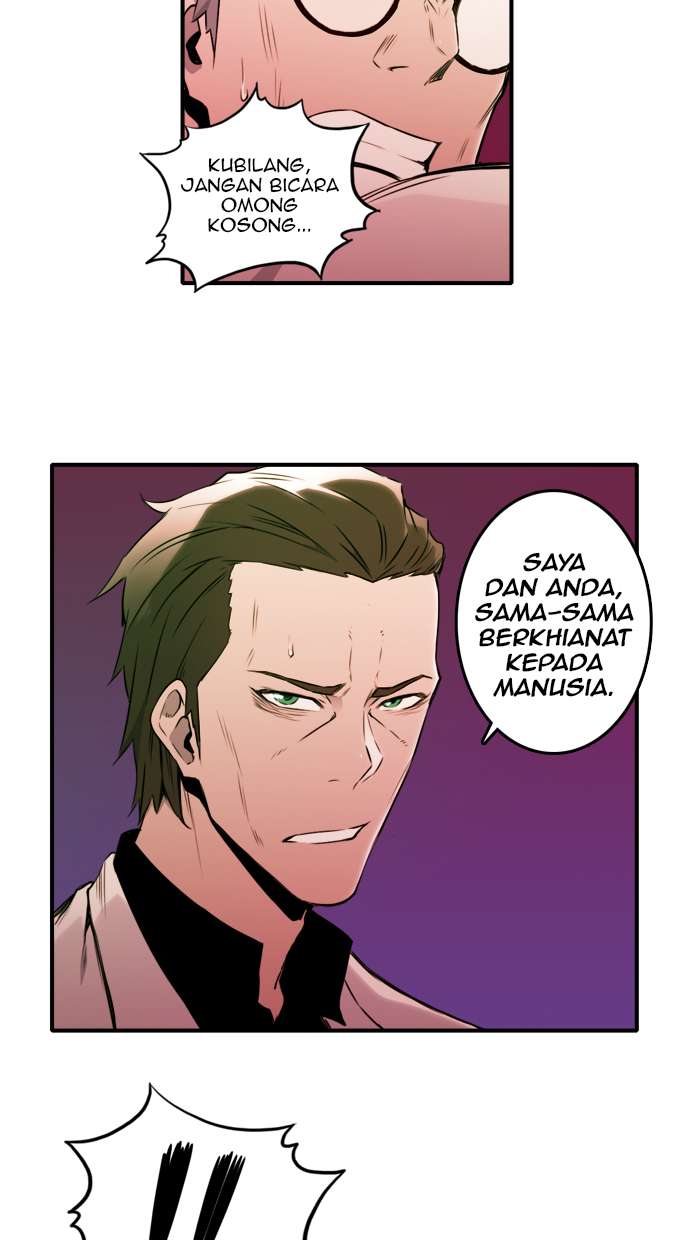 KUBILANG,
JANGAN BICARA
OMONG
KOSONG...
SAYA
DAN ANDA,
SAMA-SAMA
BERKHIANAT
KEPADA
MANUSIA.